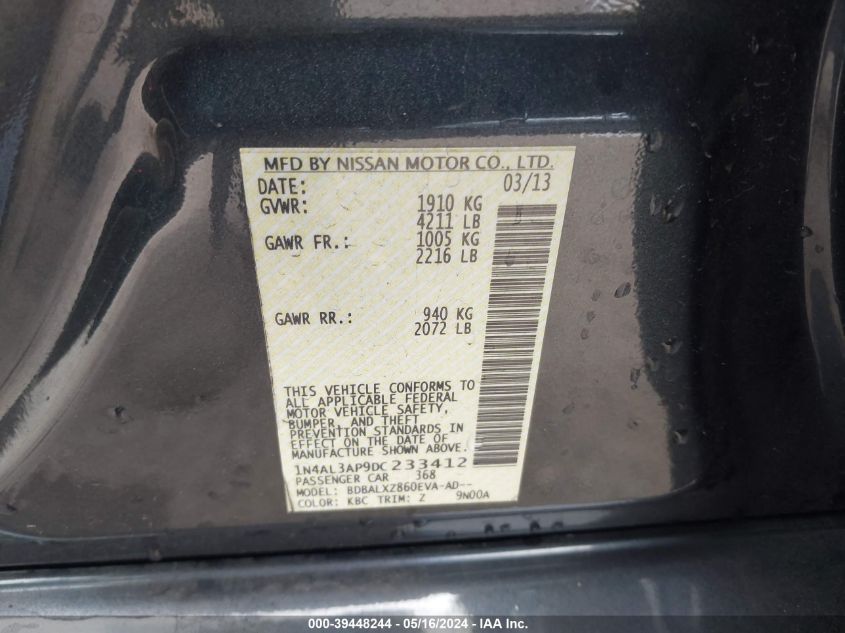 MFD BY NISSAN MOTOR CO., LTD.
DATE: 03/13
GVWR: 1910 KG
4211 LB
GAWR FR.: 1005 KG
2216 LB
GAWR RR.: 940 KG
2072 LB
THIS VEHICLE CONFORMS TO
ALL APPLICABLE FEDERAL
MOTOR VEHICLE SAFETY,
BUMPER, AND THEFT
PREVENTION STANDARDS IN
EFFECT ON THE DATE OF
MANUFACTURE SHOWN ABOVE.
1N4AL3AP9DC233412
PASSENGER CAR 368
MODEL: BDBALXZ860EVA-AD--
COLOR: KBC TRIM: Z 9N00A
000-39448244 - 05/16/2024 - IAA Inc.